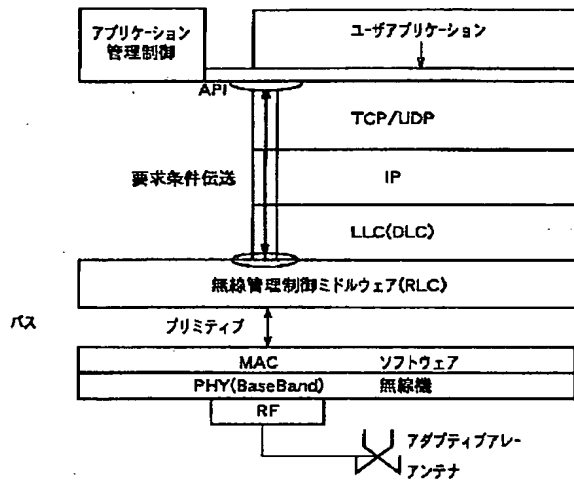 アプリケーション
管理制御
ユーザアプリケーション
API
TCP/UDP
要求条件伝送
IP
LLC(DLC)
無線管理制御ミドルウェア(RLC)
バス
プリミティブ
MAC
ソフトウェア
PHY(BaseBand)
無線機
RF
アダプティブアレー
アンテナ